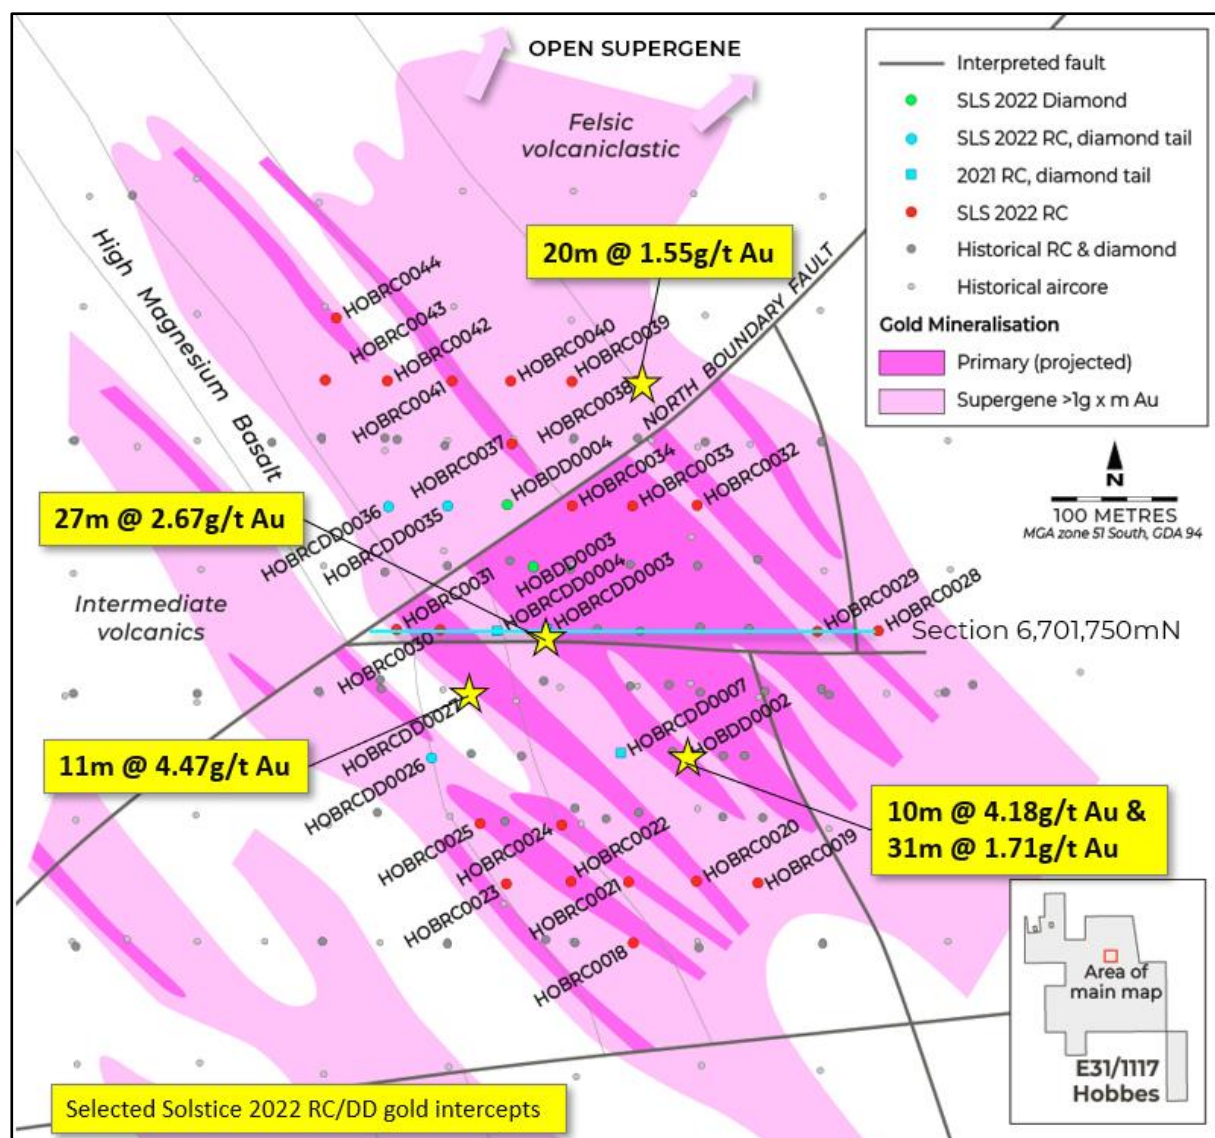 OPEN SUPERGENE
Felsic
volcaniclastic
Interpreted fault
SLS 2022 Diamond
SLS 2022 RC, diamond tail
2021 RC, diamond tail
SLS 2022 RC
Historical RC & diamond
Historical aircore
Gold Mineralisation
Primary (projected)
Supergene >1g x m Au
N
100 METRES
MGA zone 51 South, GDA 94
High Magnesium Basalt
20m @ 1.55g/t Au
NORTH BOUNDARY FAULT
HOBRC0044
HOBRC0043
HOBRC0042
HOBRC0041
HOBRC0040
HOBRC0039
HOBRC0038
HOBRC0037
HOBDD0004
HOBRC0034
HOBRC0033
HOBRC0032
27m @ 2.67g/t Au
HOBRCDD0036
HOBRCDD0035
HOBDD0003
HOBRCDD0004
HOBRCDD0003
HOBRC0031
HOBRC0030
HOBRC0029
HOBRC0028
Intermediate
volcanics
Section 6,701,750mN
HOBRCDD0027
HOBRCDD0026
HOBRCDD0007
HOBDD0002
11m @ 4.47g/t Au
10m @ 4.18g/t Au &
31m @ 1.71g/t Au
HOBRC0025
HOBRC0024
HOBRC0023
HOBRC0022
HOBRC0021
HOBRC0020
HOBRC0019
HOBRC0018
Area of
main map
E31/1117
Hobbes
Selected Solstice 2022 RC/DD gold intercepts